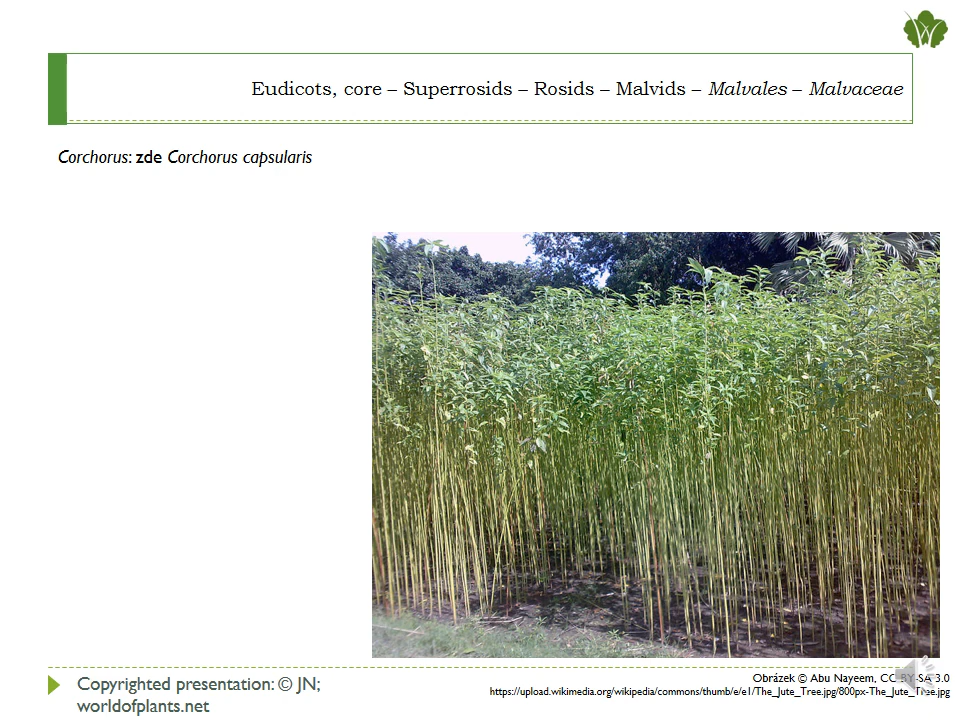 Eudicots, core – Superrosids – Rosids – Malvids – Malvales – Malvaceae
Corchorus: zde Corchorus capsularis
Copyrighted presentation: © JN;
worldofplants.net
Obrázek © Abu Nayeem, CC BY-SA 3.0
https://upload.wikimedia.org/wikipedia/commons/thumb/e/e1/The_Jute_Tree.jpg/800px-The_Jute_Tree.jpg